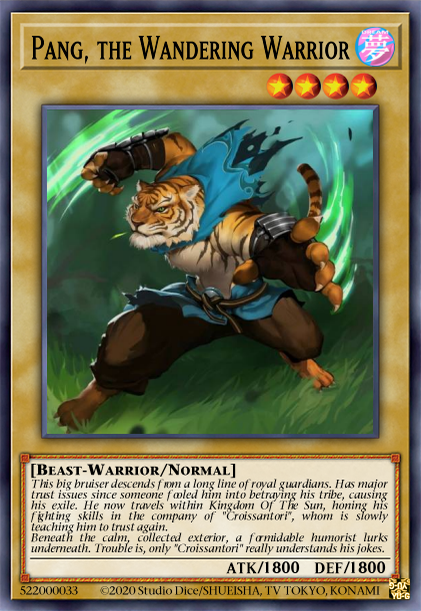 PANG, THE WANDERING WARRIOR
DREAM
夢
[BEAST-WARRIOR/NORMAL]
This big bruiser descends from a long line of royal guardians. Has major
trust issues since someone fooled him into betraying his tribe, causing
his exile. He now travels within Kingdom Of The Sun, honing his
fighting skills in the company of "Croissantori", whom is slowly
teaching him to trust again.
Beneath the calm, collected exterior, a formidable humorist lurks
underneath. Trouble is, only "Croissantori" really understands his jokes.
ATK/1800 DEF/1800
522000033 ©2020 Studio Dice/SHUEISHA, TV TOKYO, KONAMI